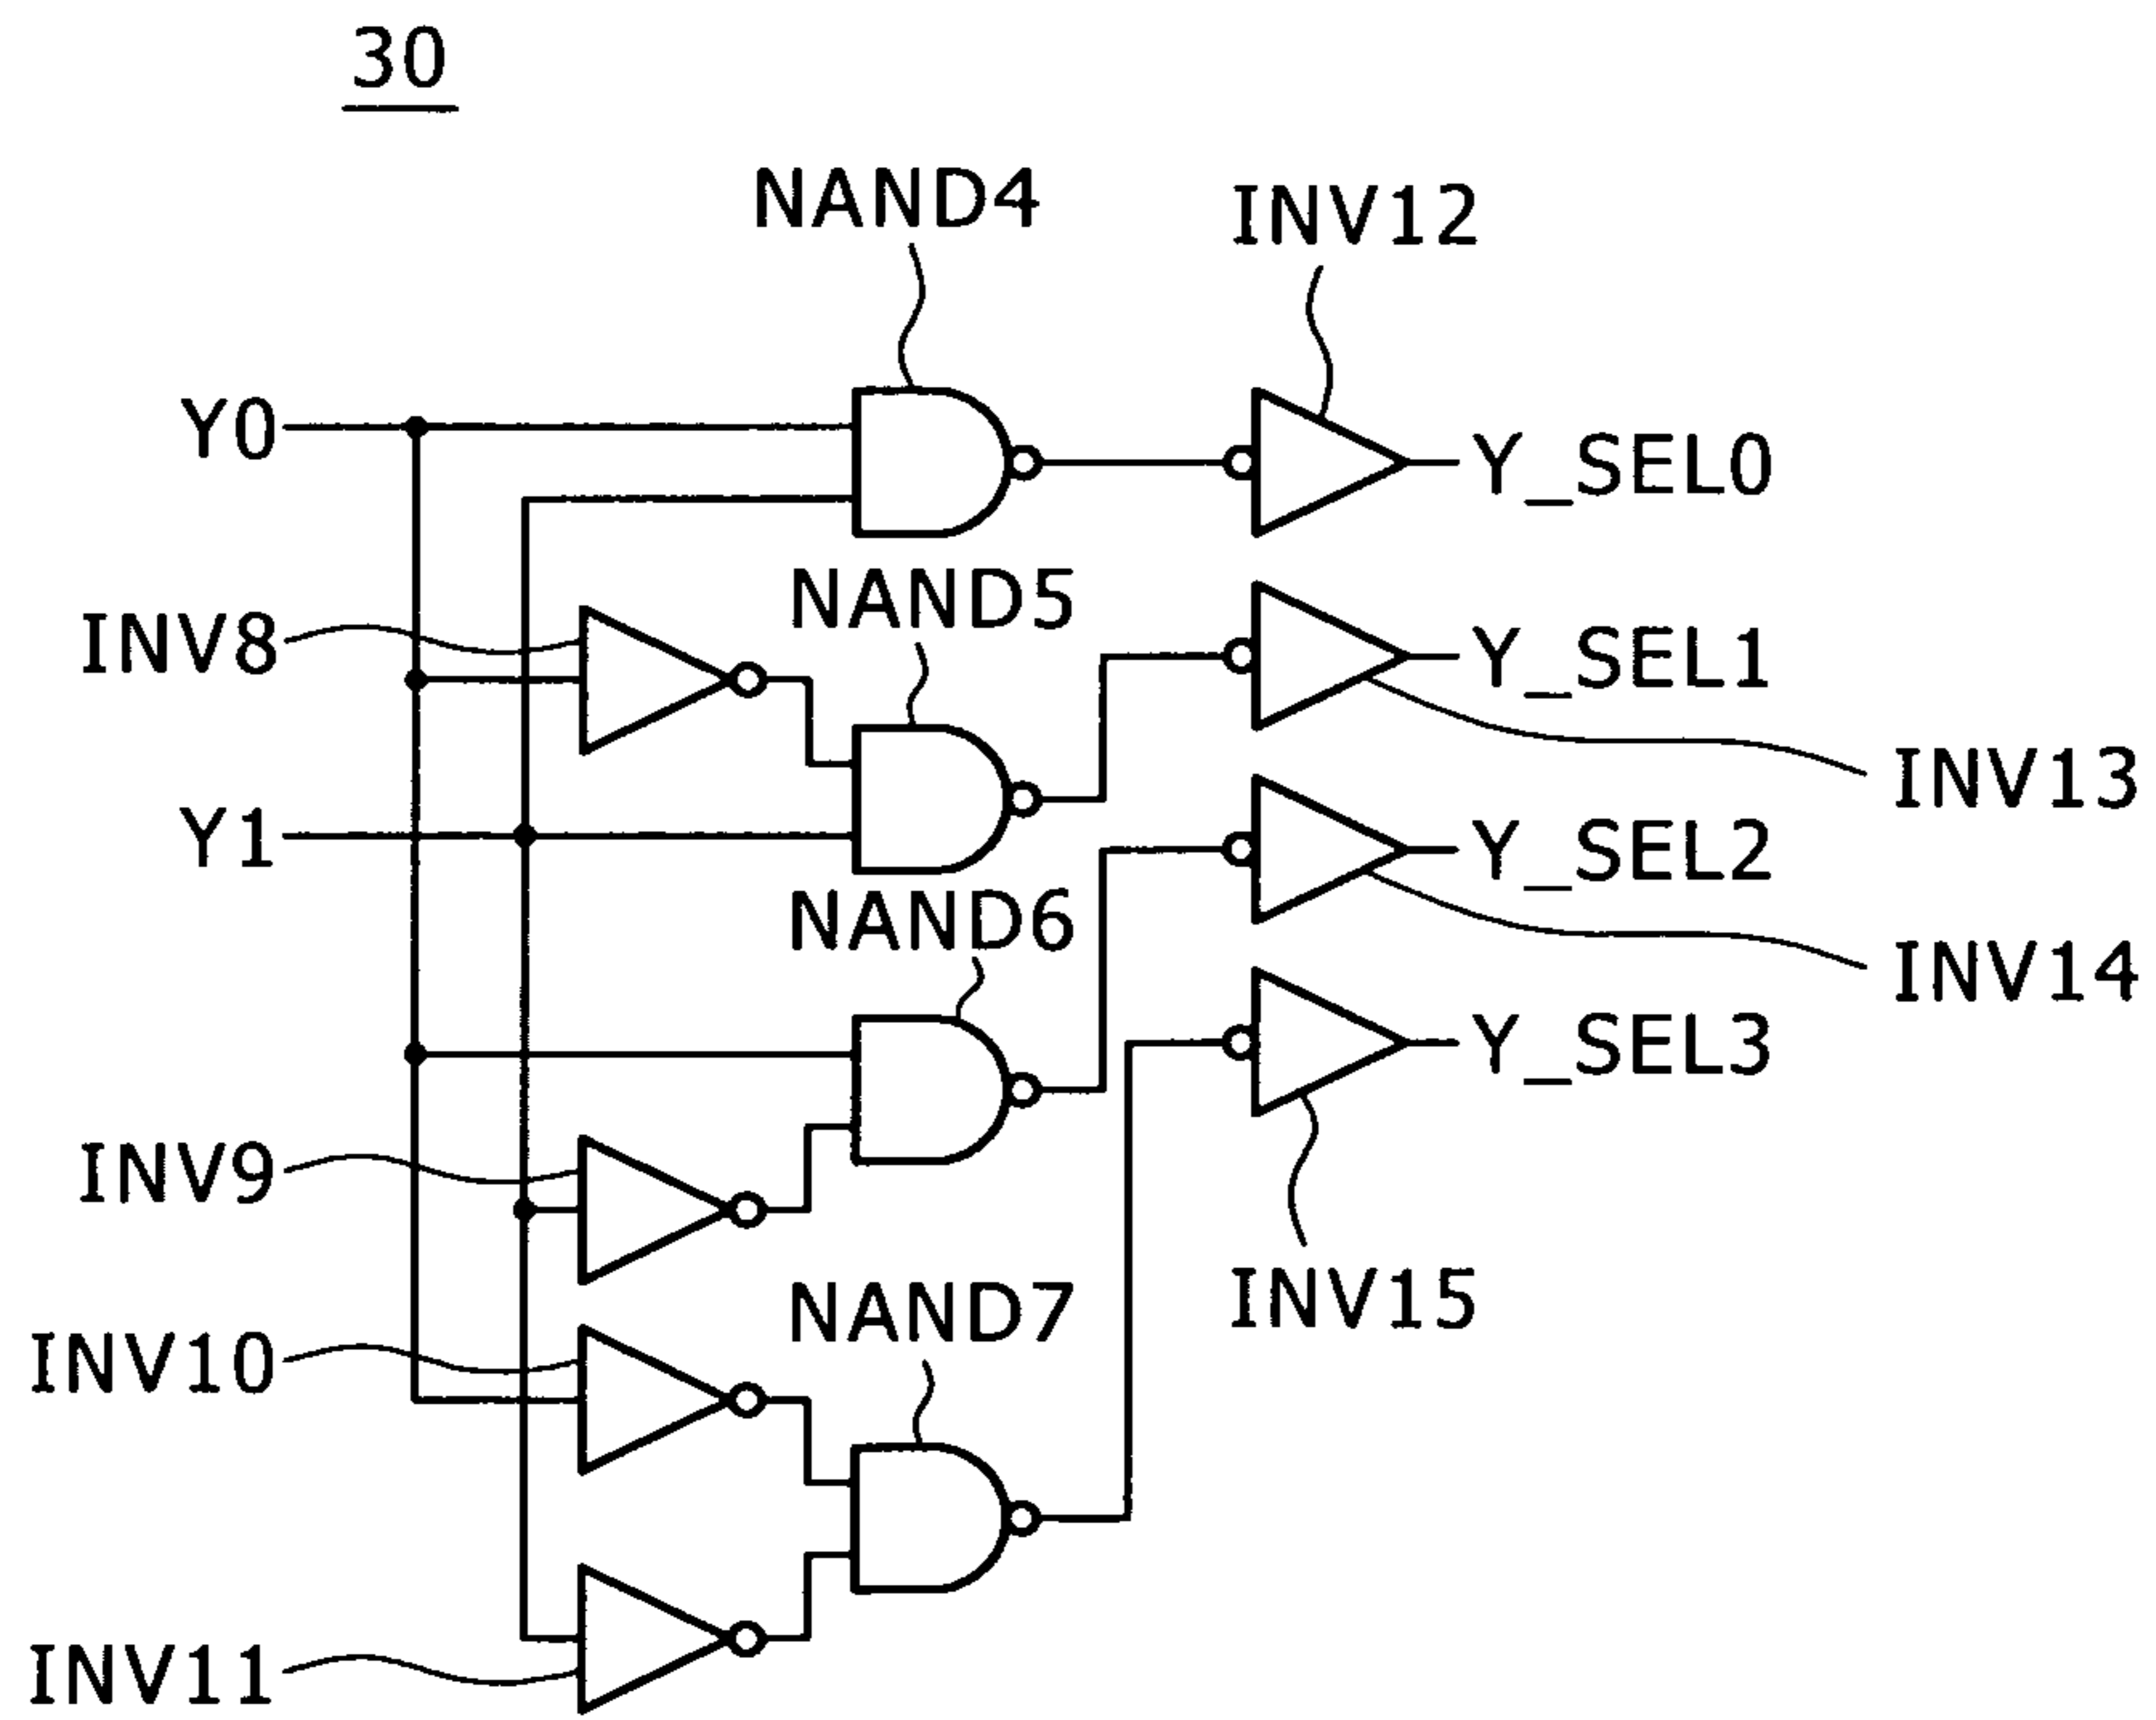 30
NAND4
INV12
Y0
Y_SEL0
NAND5
INV8
Y_SEL1
INV13
Y1
Y_SEL2
NAND6
INV14
Y_SEL3
INV9
INV15
NAND7
INV10
INV11